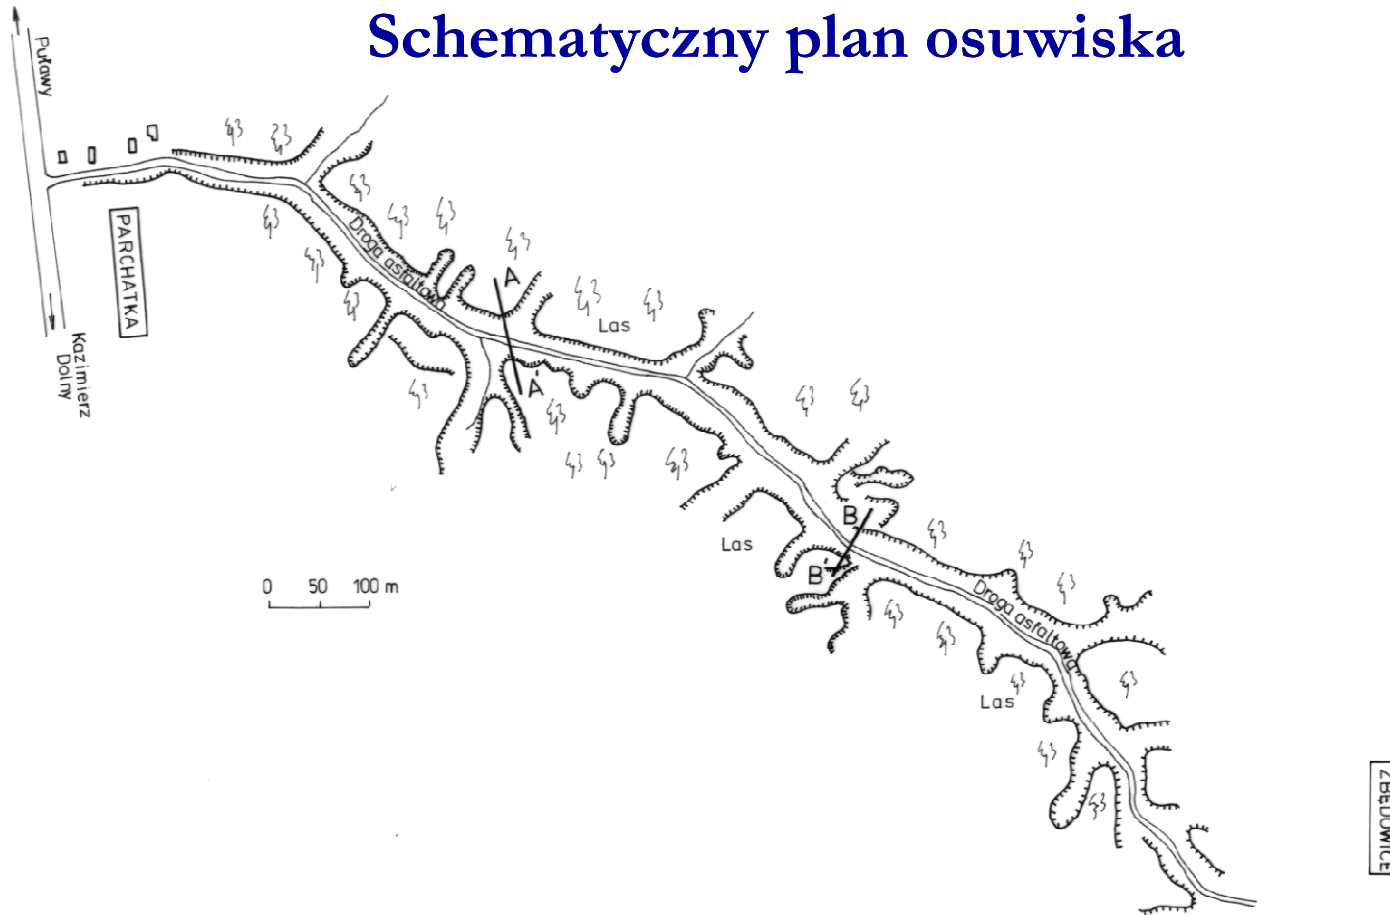 Schematyczny plan osuwiska
Puławy
PARCHATKA
Kazimierz
Dolny
Droga asfaltowa
A
A'
Las
Las
B
B'
0 50 100 m
Droga asfaltowa
Las
ZBĘDOWICE